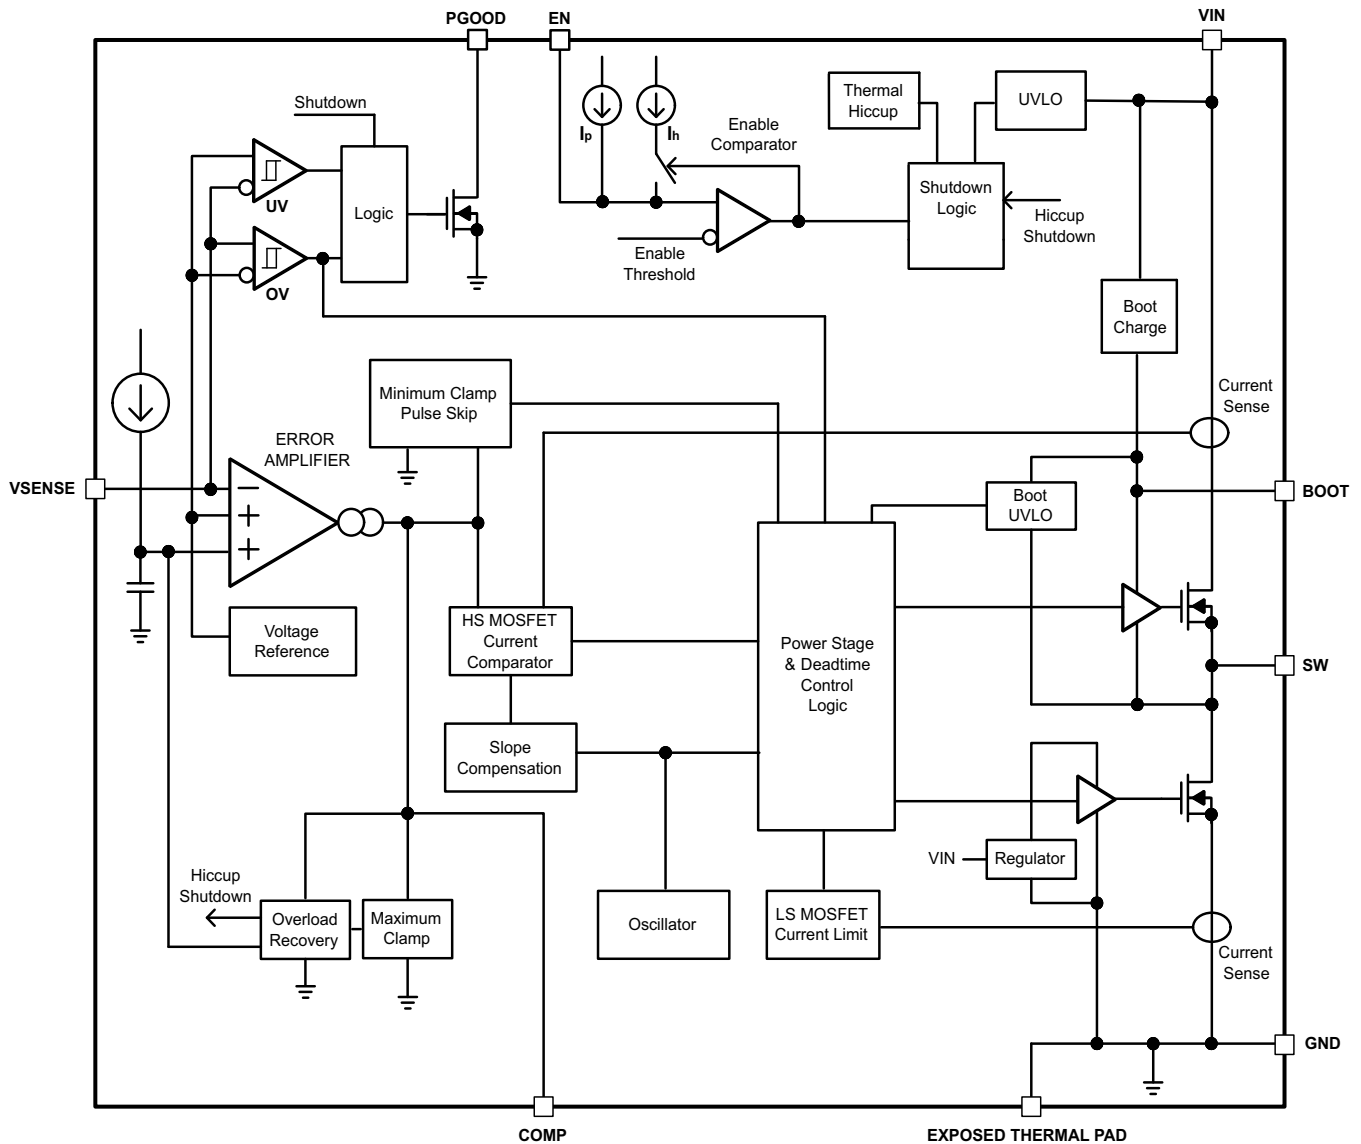 PGOOD
EN
VIN
Shutdown
Thermal
Hiccup
UVLO
Ip
Ih
Enable
Comparator
UV
Logic
Shutdown
Logic
Hiccup
Shutdown
Enable
Threshold
OV
Boot
Charge
Minimum Clamp
Pulse Skip
Current
Sense
ERROR
AMPLIFIER
VSENSE
−
+
+
Boot
UVLO
BOOT
Voltage
Reference
HS MOSFET
Current
Comparator
Power Stage
& Deadtime
Control
Logic
SW
Slope
Compensation
VIN
Regulator
Hiccup
Shutdown
Overload
Recovery
Maximum
Clamp
Oscillator
LS MOSFET
Current Limit
Current
Sense
GND
COMP
EXPOSED THERMAL PAD